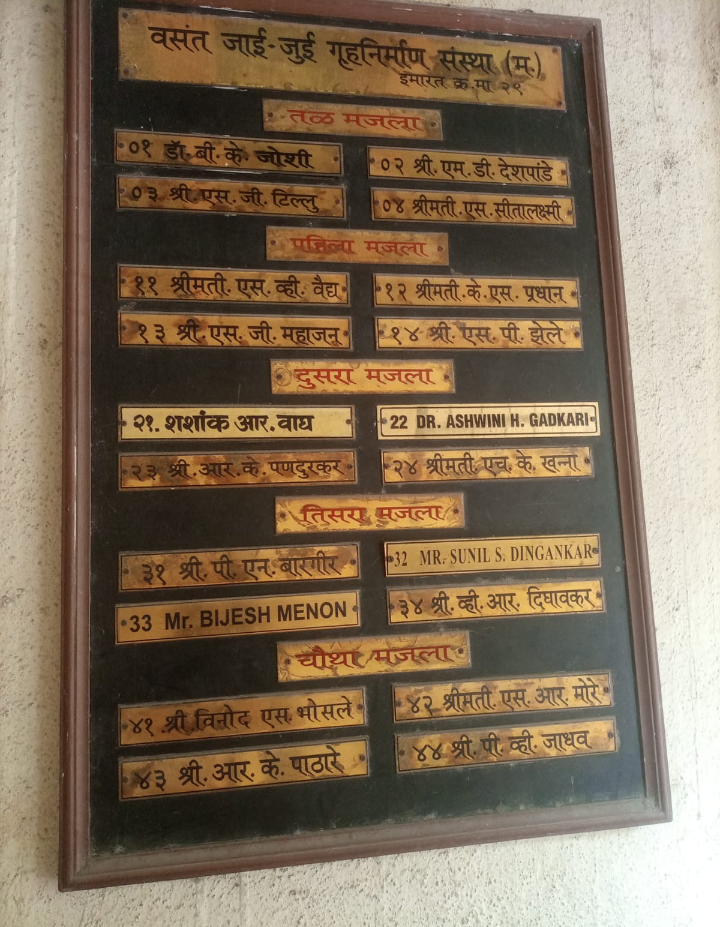 वसंत जाई-जुई गृहनिर्माण संस्था (म.)
इमारत क्र.मा २९
तळ मजला
०१ डॉ. बी. के. जोशी
०२ श्री. एम. डी. देशपांडे
०३ श्री. एस. जी. टिल्लु
०४ श्रीमती. एस. सीतालक्ष्मी
पहिला मजला
११ श्रीमती. एस. व्ही. वैद्य
१२ श्रीमती. के. एस. प्रधान
१३ श्री. एस. जी. महाजन
१४ श्री. एस. पी. झेले
दुसरा मजला
२१. शशांक आर. वाघ
22 DR. ASHWINI H. GADKARI
२३ श्री. आर. के. पणदुरकर
२४ श्रीमती. एच. के. खन्ना
तिसरा मजला
३१ श्री. पी. एन. बारगीर
32 MR. SUNIL S. DINGANKAR
33 Mr. BIJESH MENON
३४ श्री. व्ही. आर. दिघावकर
चौथा मजला
४१ श्री विनोद एस. भोसले
४२ श्रीमती. एस. आर. मोरे
४३ श्री. आर. के. पाठारे
४४ श्री. पी. व्ही. जाधव